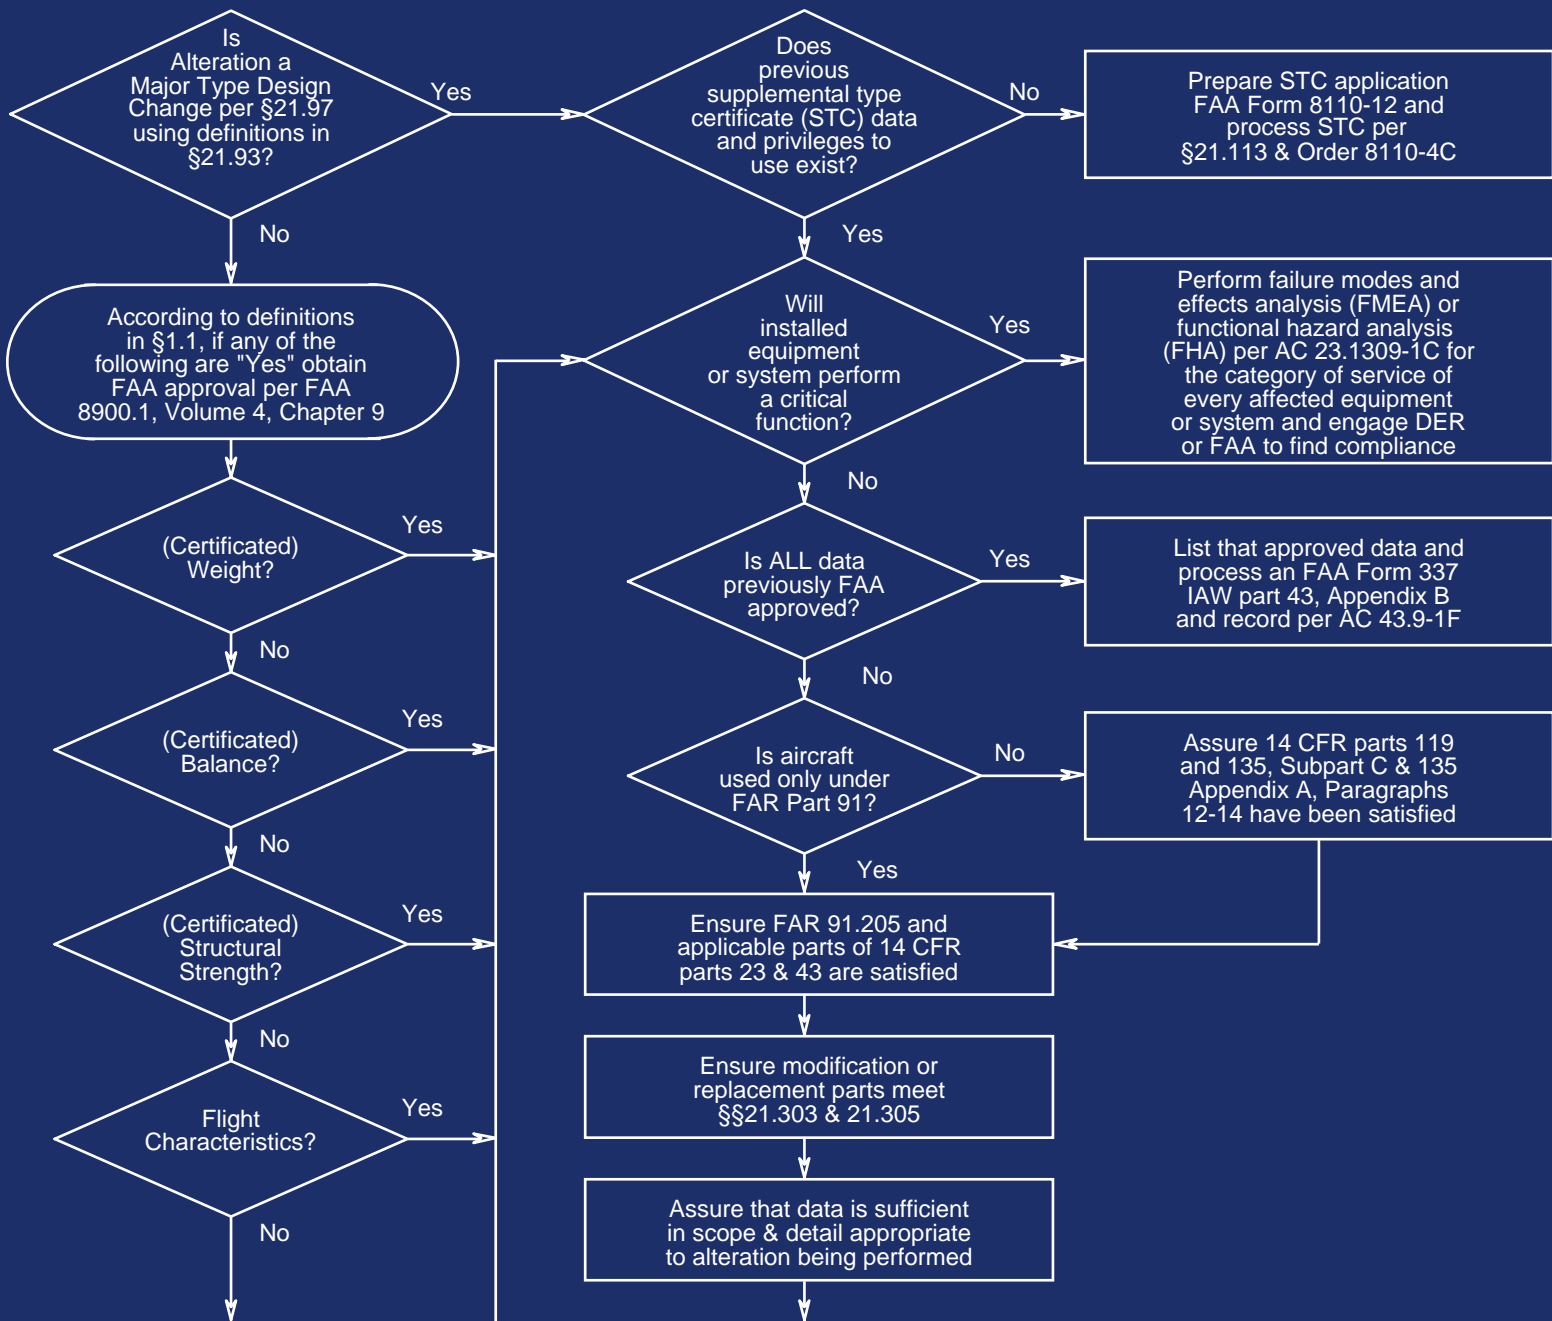 Is
Alteration a
Major Type Design
Change per §21.97
using definitions in
§21.93?
Yes
Does
previous
supplemental type
certificate (STC) data
and privileges to
use exist?
No
Prepare STC application
FAA Form 8110-12 and
process STC per
§21.113 & Order 8110-4C
No
Yes
According to definitions
in §1.1, if any of the
following are "Yes" obtain
FAA approval per FAA
8900.1, Volume 4, Chapter 9
Will
installed
equipment
or system perform
a critical
function?
Yes
Perform failure modes and
effects analysis (FMEA) or
functional hazard analysis
(FHA) per AC 23.1309-1C for
the category of service of
every affected equipment
or system and engage DER
or FAA to find compliance
No
(Certificated)
Weight?
Yes
Is ALL data
previously FAA
approved?
Yes
List that approved data and
process an FAA Form 337
IAW part 43, Appendix B
and record per AC 43.9-1F
No
No
(Certificated)
Balance?
Yes
Is aircraft
used only under
FAR Part 91?
No
Assure 14 CFR parts 119
and 135, Subpart C & 135
Appendix A, Paragraphs
12-14 have been satisfied
No
Yes
(Certificated)
Structural
Strength?
Yes
Ensure FAR 91.205 and
applicable parts of 14 CFR
parts 23 & 43 are satisfied
No
Ensure modification or
replacement parts meet
§§21.303 & 21.305
Flight
Characteristics?
Yes
Assure that data is sufficient
in scope & detail appropriate
to alteration being performed
No